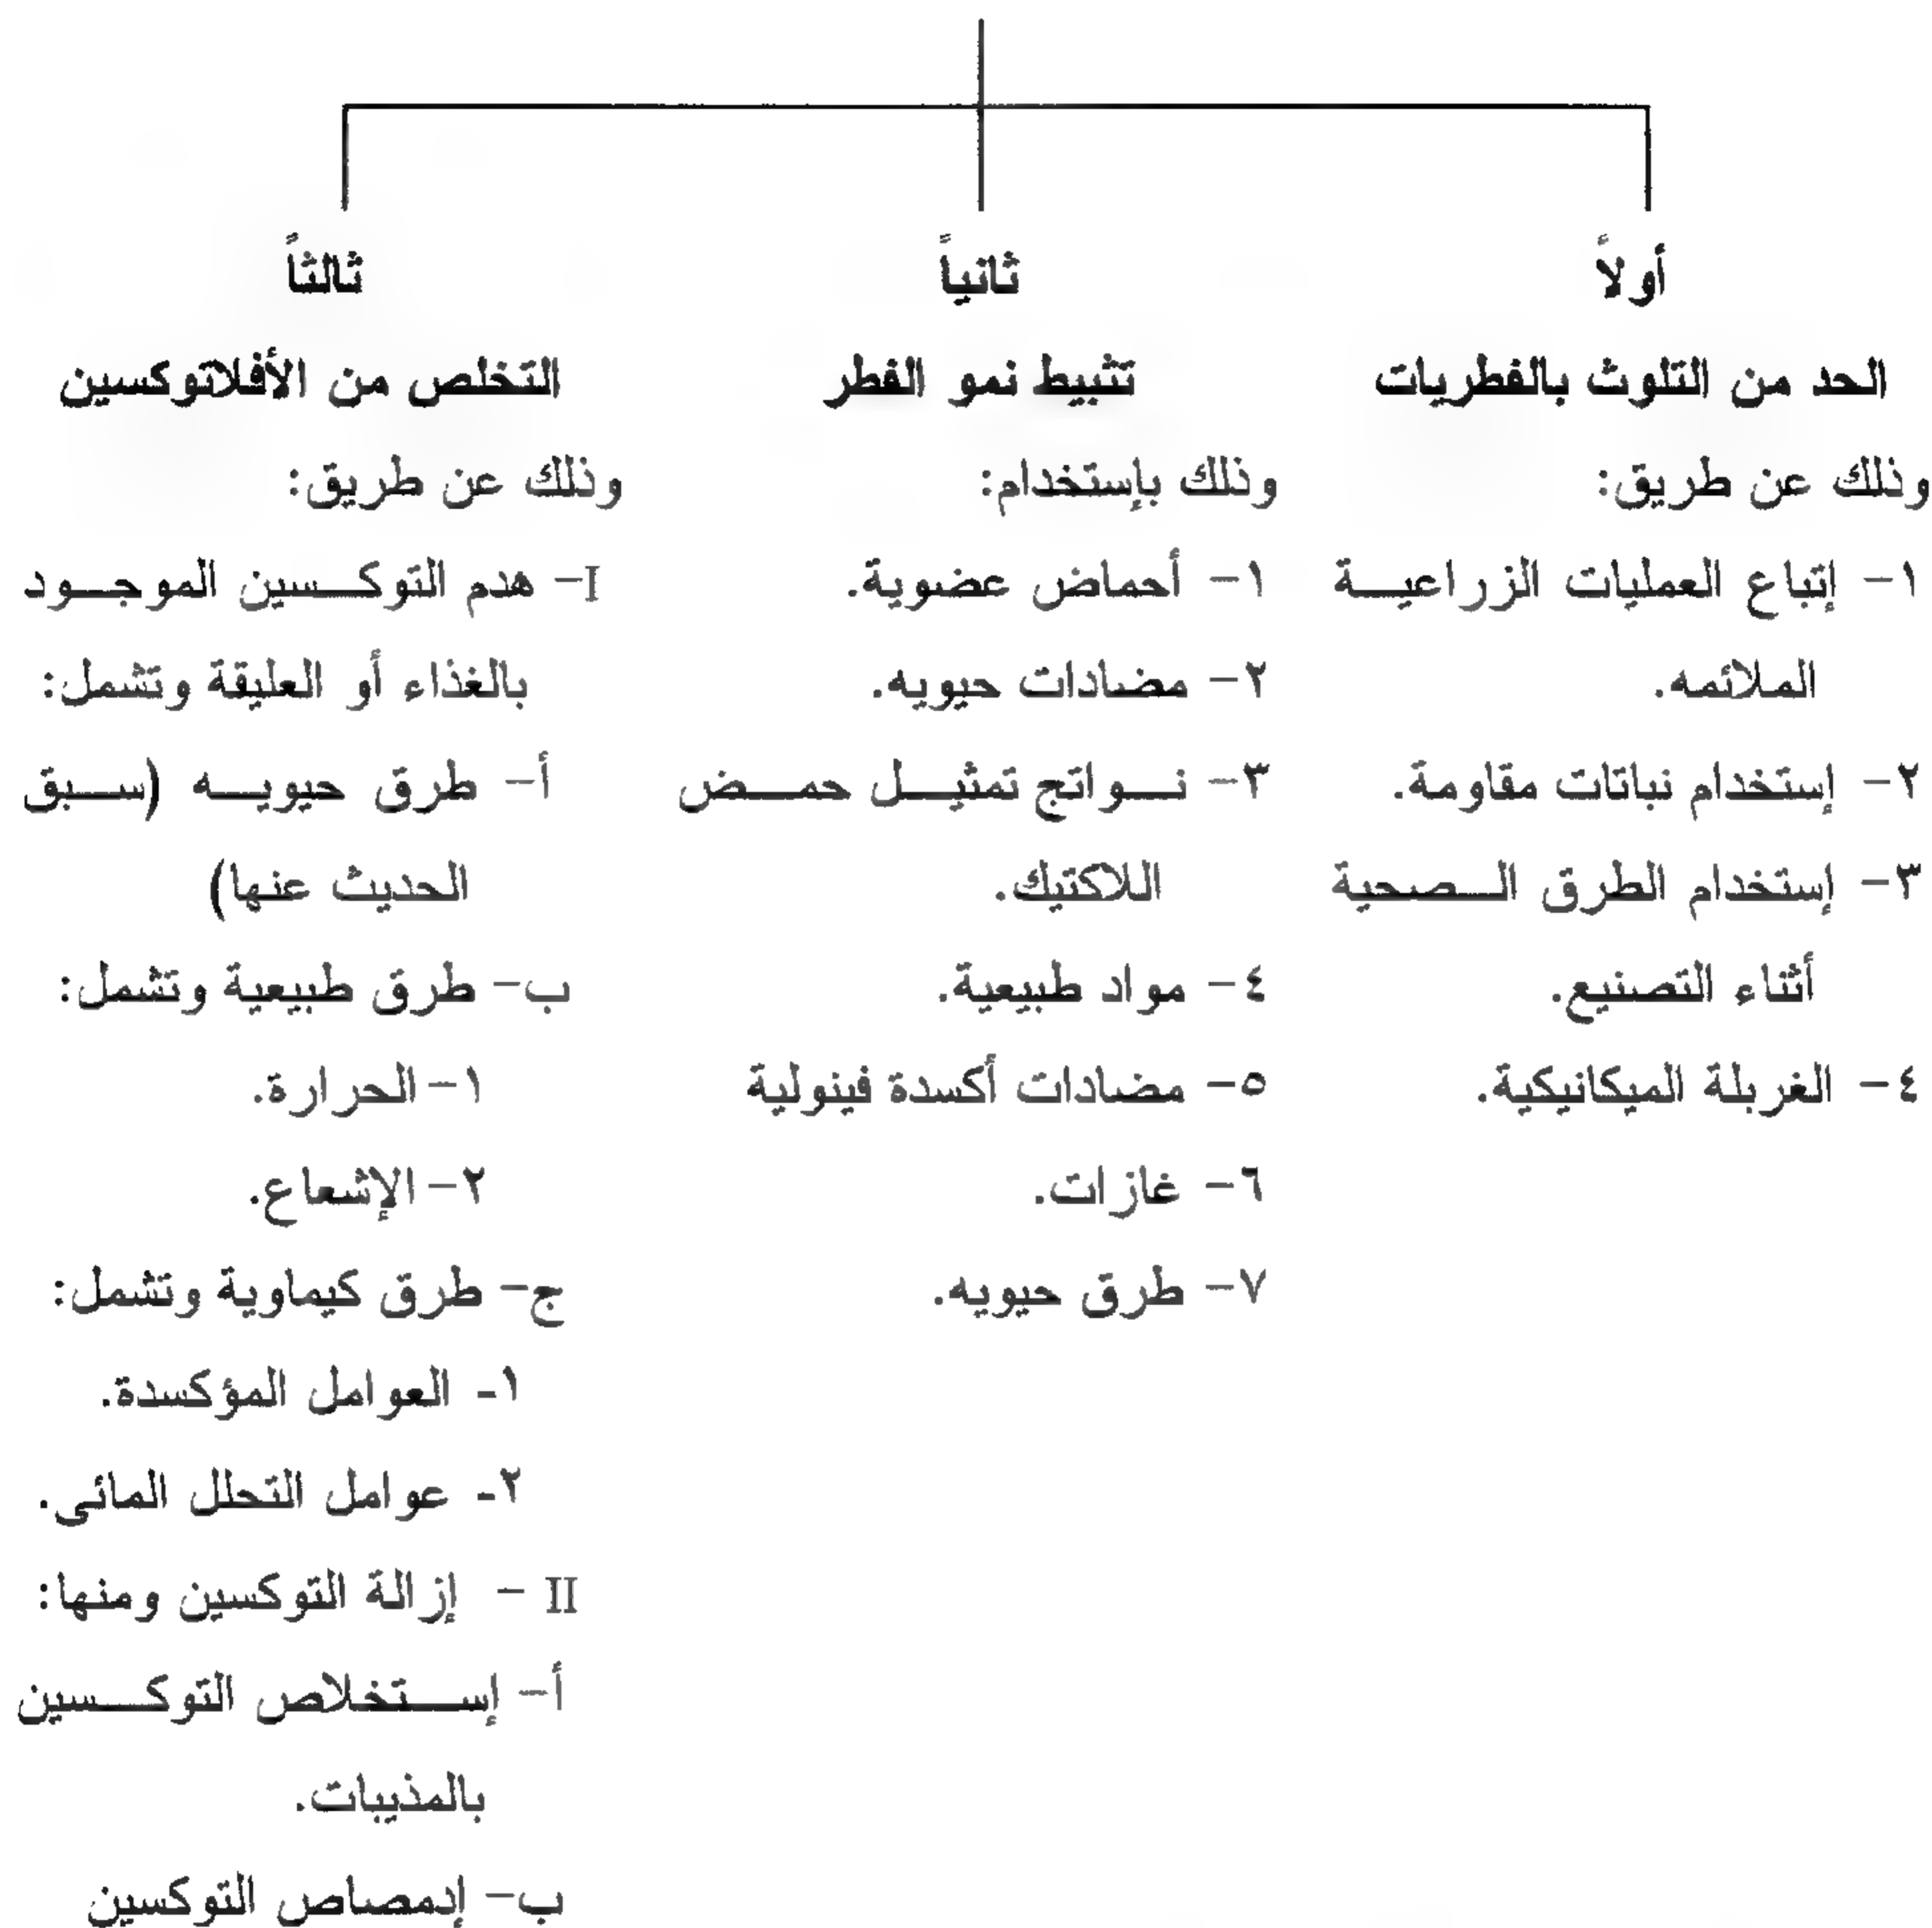 أولاً
الحد من التلوث بالفطريات
وذلك عن طريق:
١- إتباع العمليات الزراعية
الملائمه.
٢- إستخدام نباتات مقاومة.
٣- إستخدام الطرق الصحية
أثناء التصنيع.
٤- الغربلة الميكانيكية.
ثانياً
تثبيط نمو الفطر
وذلك بإستخدام:
١- أحماض عضوية.
٢- مضادات حيويه.
٣- نواتج تمثيل حمض
اللاكتيك.
٤- مواد طبيعية.
٥- مضادات أكسدة فينولية
٦- غازات.
٧- طرق حيويه.
ثالثاً
التخلص من الأفلاتوكسين
وذلك عن طريق:
I- هدم التوكسين الموجود
بالغذاء أو العليقة وتشمل:
أ- طرق حيويه (سبق
الحديث عنها)
ب- طرق طبيعية وتشمل:
١- الحرارة.
٢- الإشعاع.
ج- طرق كيماوية وتشمل:
١- العوامل المؤكسدة.
٢- عوامل التحلل المائى.
II - إزالة التوكسين ومنها:
أ- إستخلاص التوكسين
بالمذيبات.
ب- إدمصاص التوكسين